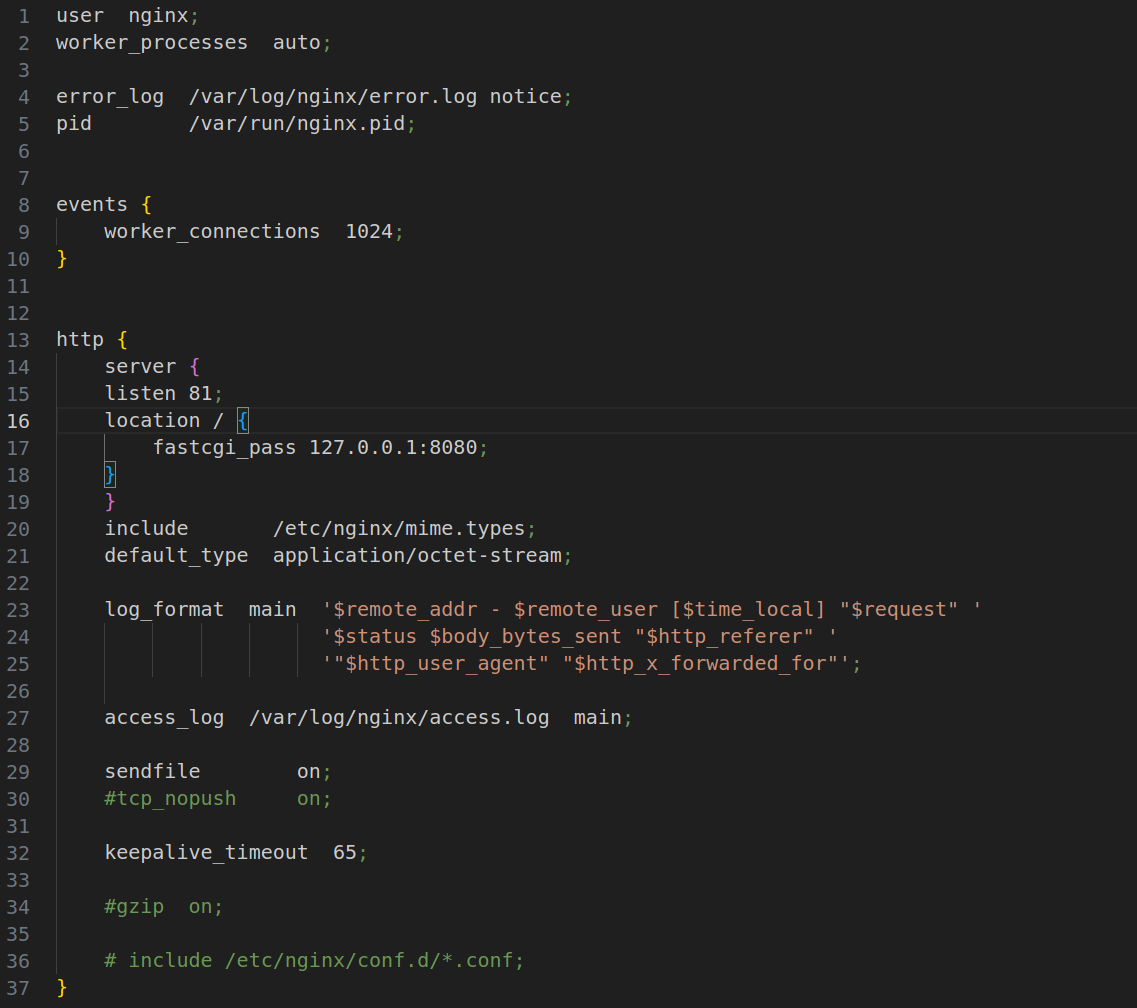 1 user  nginx;
2 worker_processes  auto;
3
4 error_log  /var/log/nginx/error.log notice;
5 pid        /var/run/nginx.pid;
6
7
8 events {
9     worker_connections  1024;
10 }
11
12
13 http {
14     server {
15     listen 81;
16     location / {
17         fastcgi_pass 127.0.0.1:8080;
18     }
19     }
20     include       /etc/nginx/mime.types;
21     default_type  application/octet-stream;
22
23     log_format  main  '$remote_addr - $remote_user [$time_local] "$request" '
24                       '$status $body_bytes_sent "$http_referer" '
25                       '"$http_user_agent" "$http_x_forwarded_for"';
26
27     access_log  /var/log/nginx/access.log  main;
28
29     sendfile        on;
30     #tcp_nopush     on;
31
32     keepalive_timeout  65;
33
34     #gzip  on;
35
36     # include /etc/nginx/conf.d/*.conf;
37 }